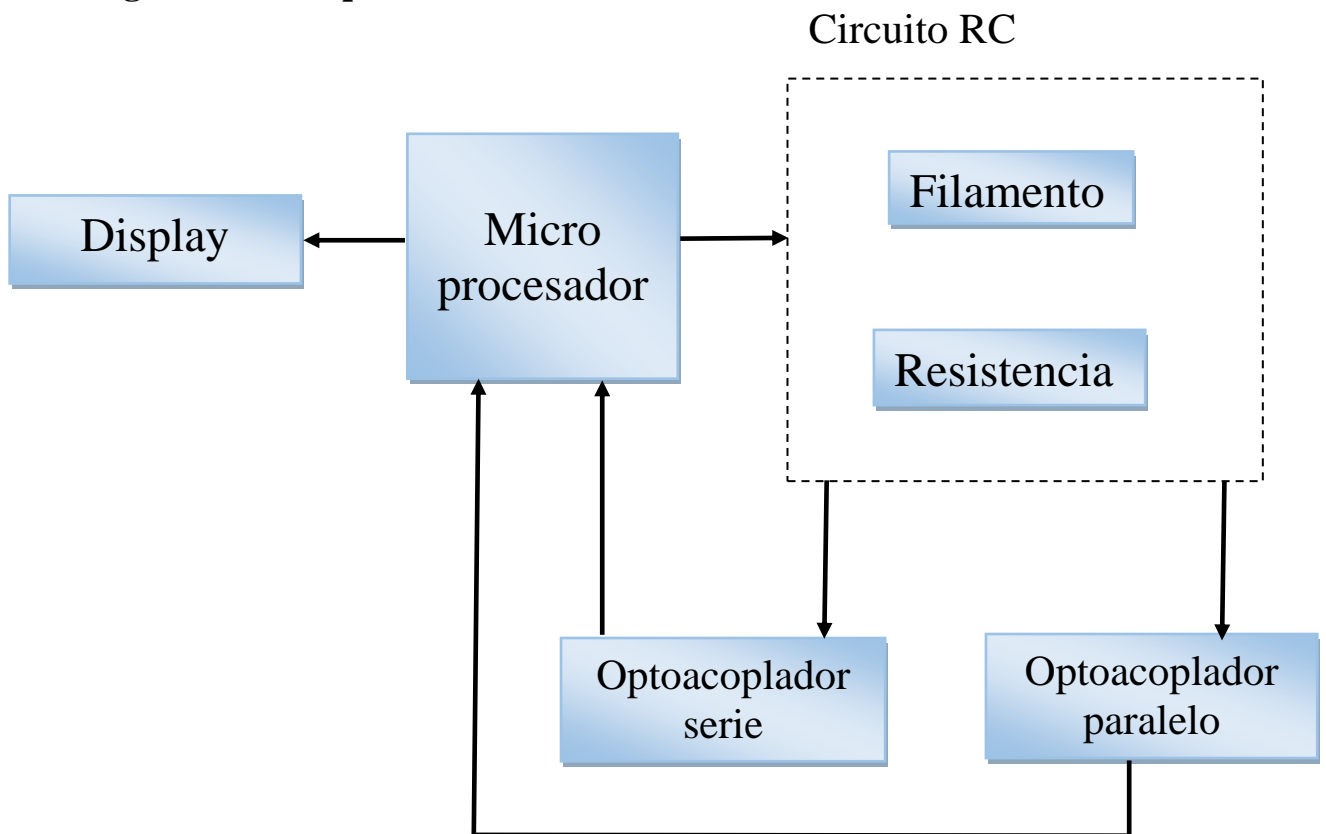 Circuito RC
Filamento
Micro
procesador
Display
Resistencia
Optoacoplador
serie
Optoacoplador
paralelo